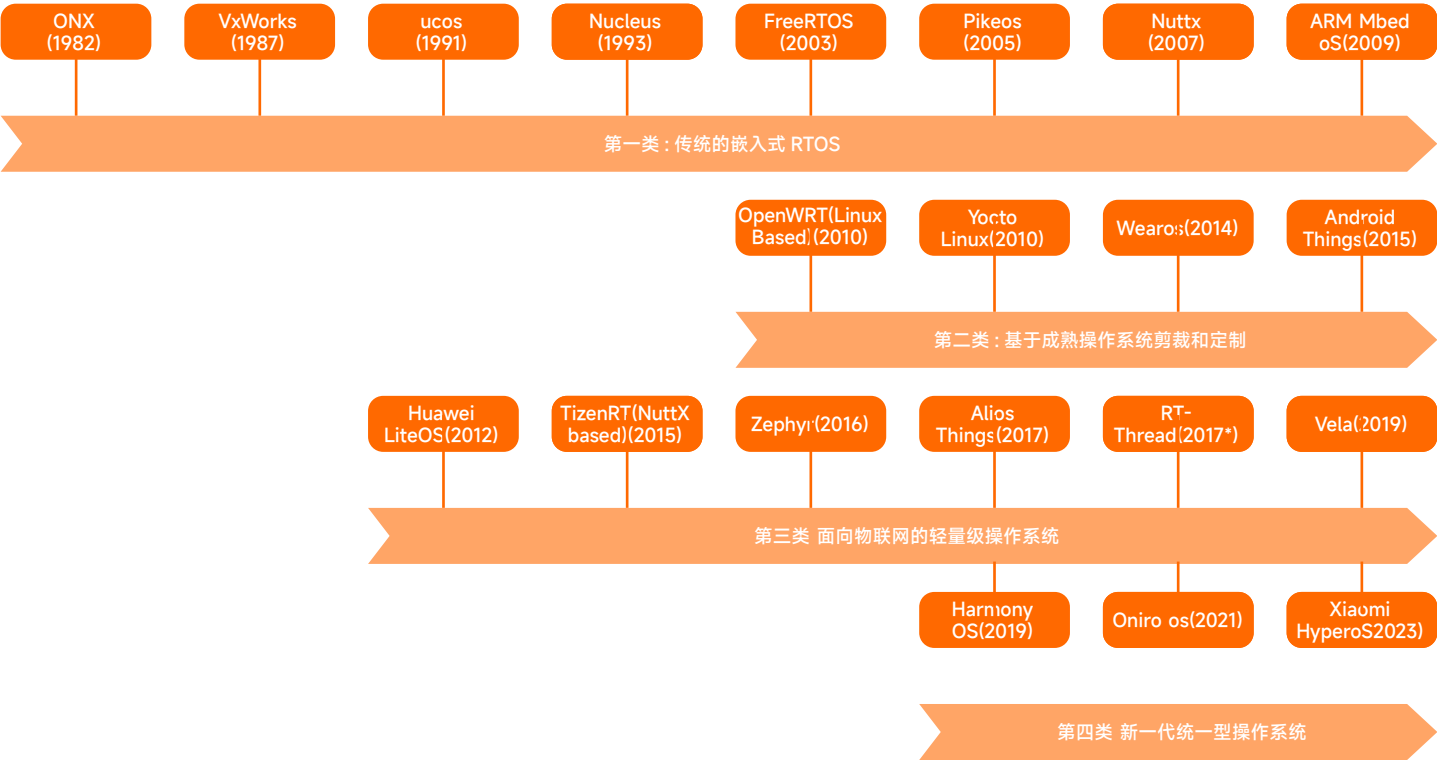 ONX
(1982)
VxWorks
(1987)
ucos
(1991)
Nucleus
(1993)
FreeRTOS
(2003)
Pikeos
(2005)
Nuttx
(2007)
ARM Mbed
oS(2009)
第一类 : 传统的嵌入式 RTOS
OpenWRT(Linux
Based)(2010)
Yocto
Linux(2010)
Wearos(2014)
Android
Things(2015)
第二类 : 基于成熟操作系统剪裁和定制
Huawei
LiteOS(2012)
TizenRT(NuttX
based)(2015)
Zephyr(2016)
Alios
Things(2017)
RT-
Thread(2017*)
Vela(2019)
第三类 面向物联网的轻量级操作系统
Harmony
OS(2019)
Oniro os(2021)
Xiaomi
HyperoS2023)
第四类 新一代统一型操作系统